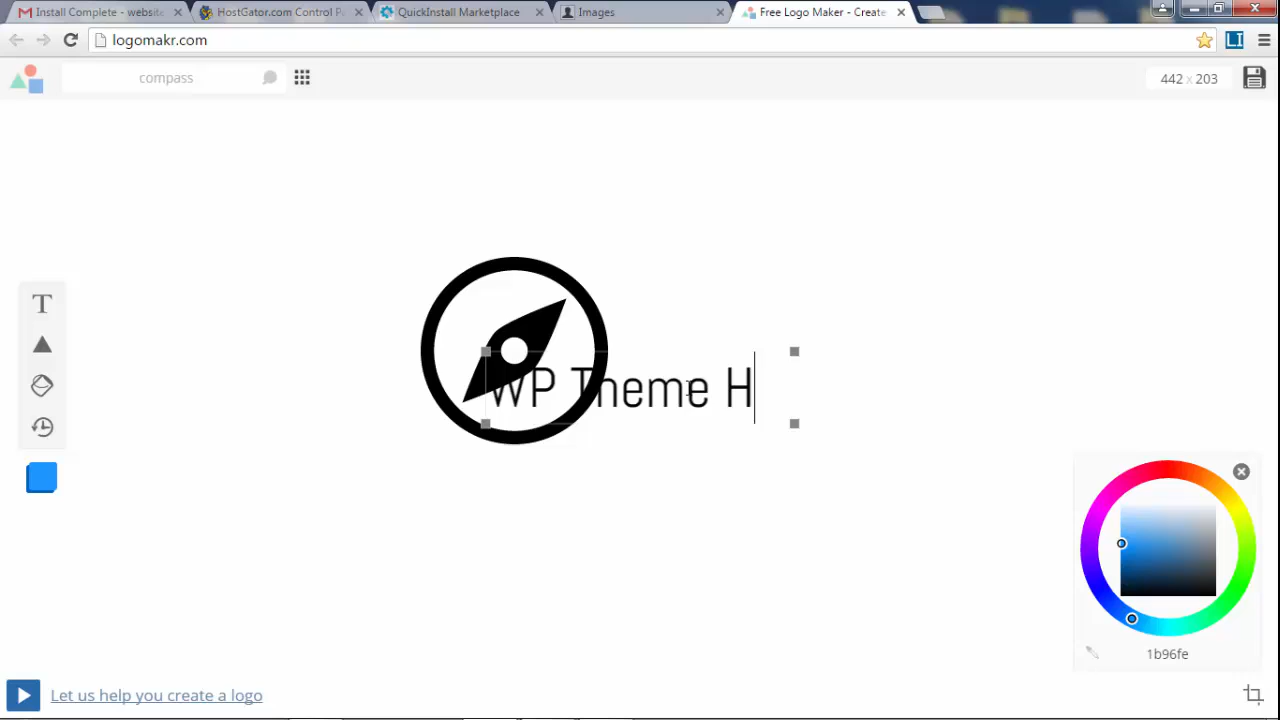 Install Complete - website
HostGator.com Control P
QuickInstall Marketplace
Images
Free Logo Maker - Create
logomakr.com
LI
compass
442 x 203
T
WP Theme H
1b96fe
Let us help you create a logo